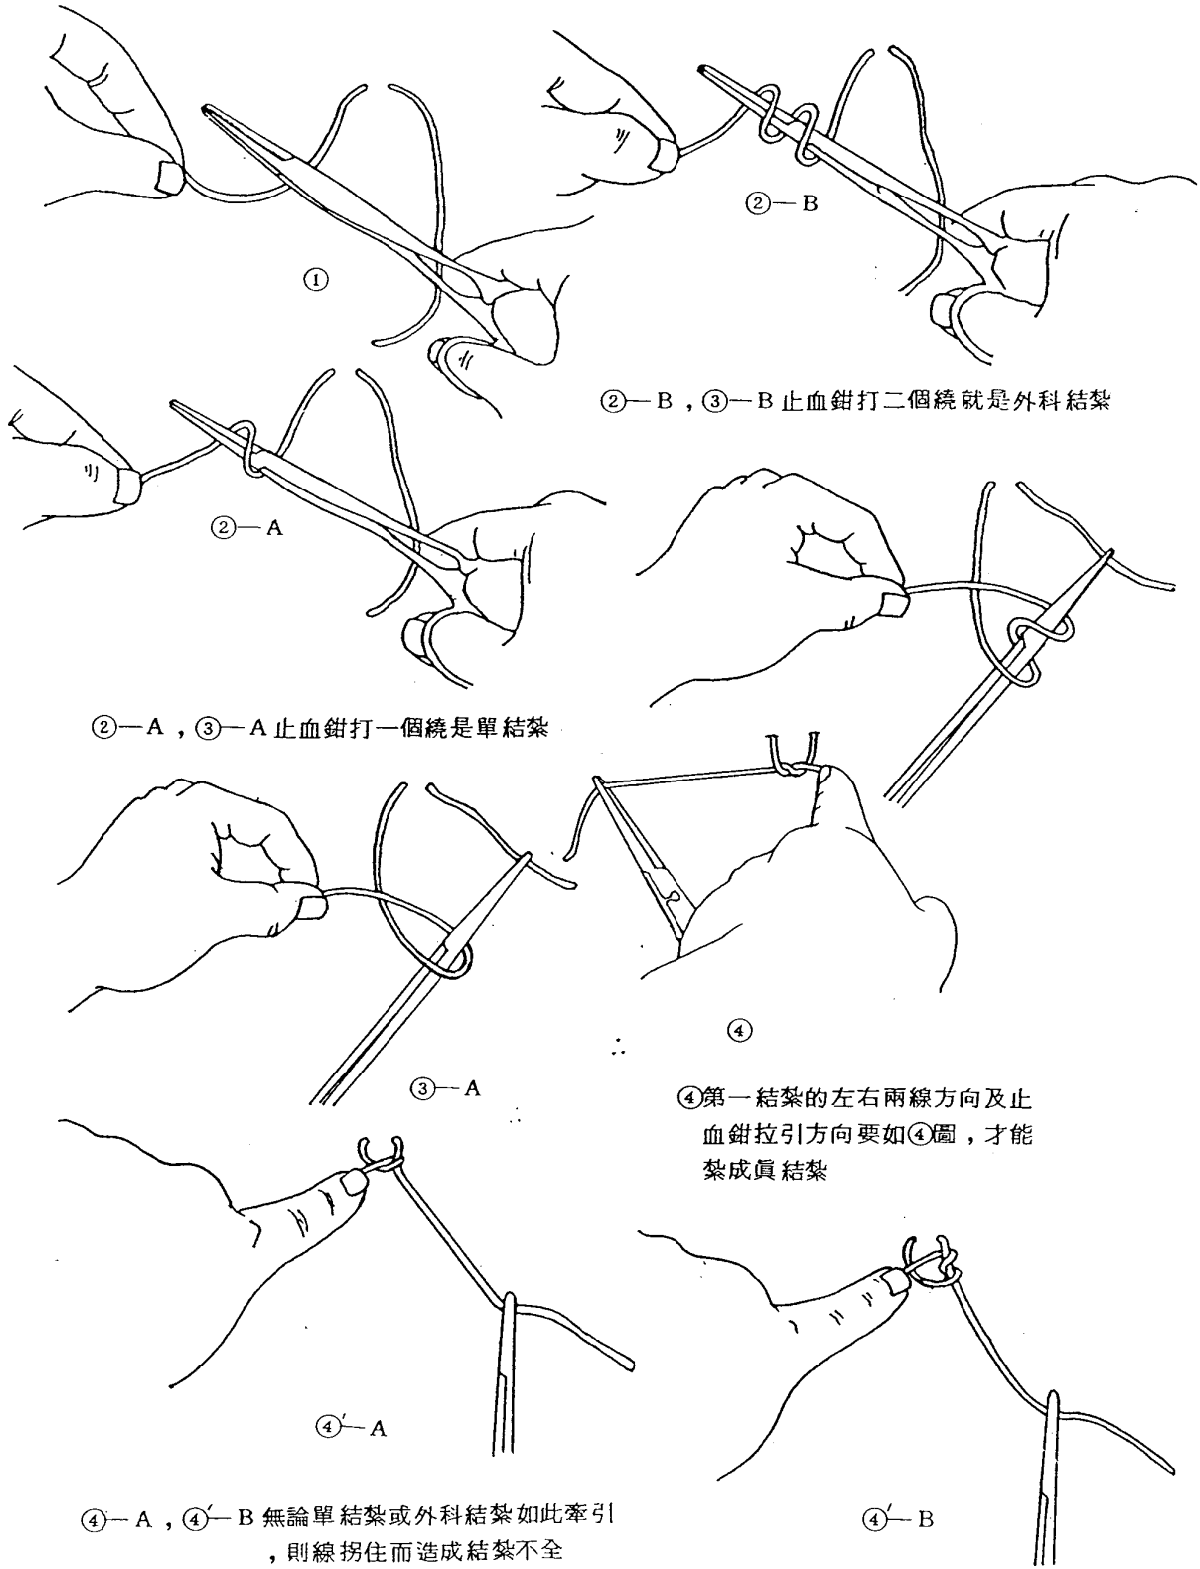 ①
②—B
②—B，③—B止血鉗打二個繞就是外科結紮
②—A
②—A，③—A止血鉗打一個繞是單結紮
③—A
④
④第一結紮的左右兩線方向及止
血鉗拉引方向要如④圖，才能
紮成眞結紮
④′—A
④′—B
④—A，④′—B無論單結紮或外科結紮如此牽引
，則線拐住而造成結紮不全